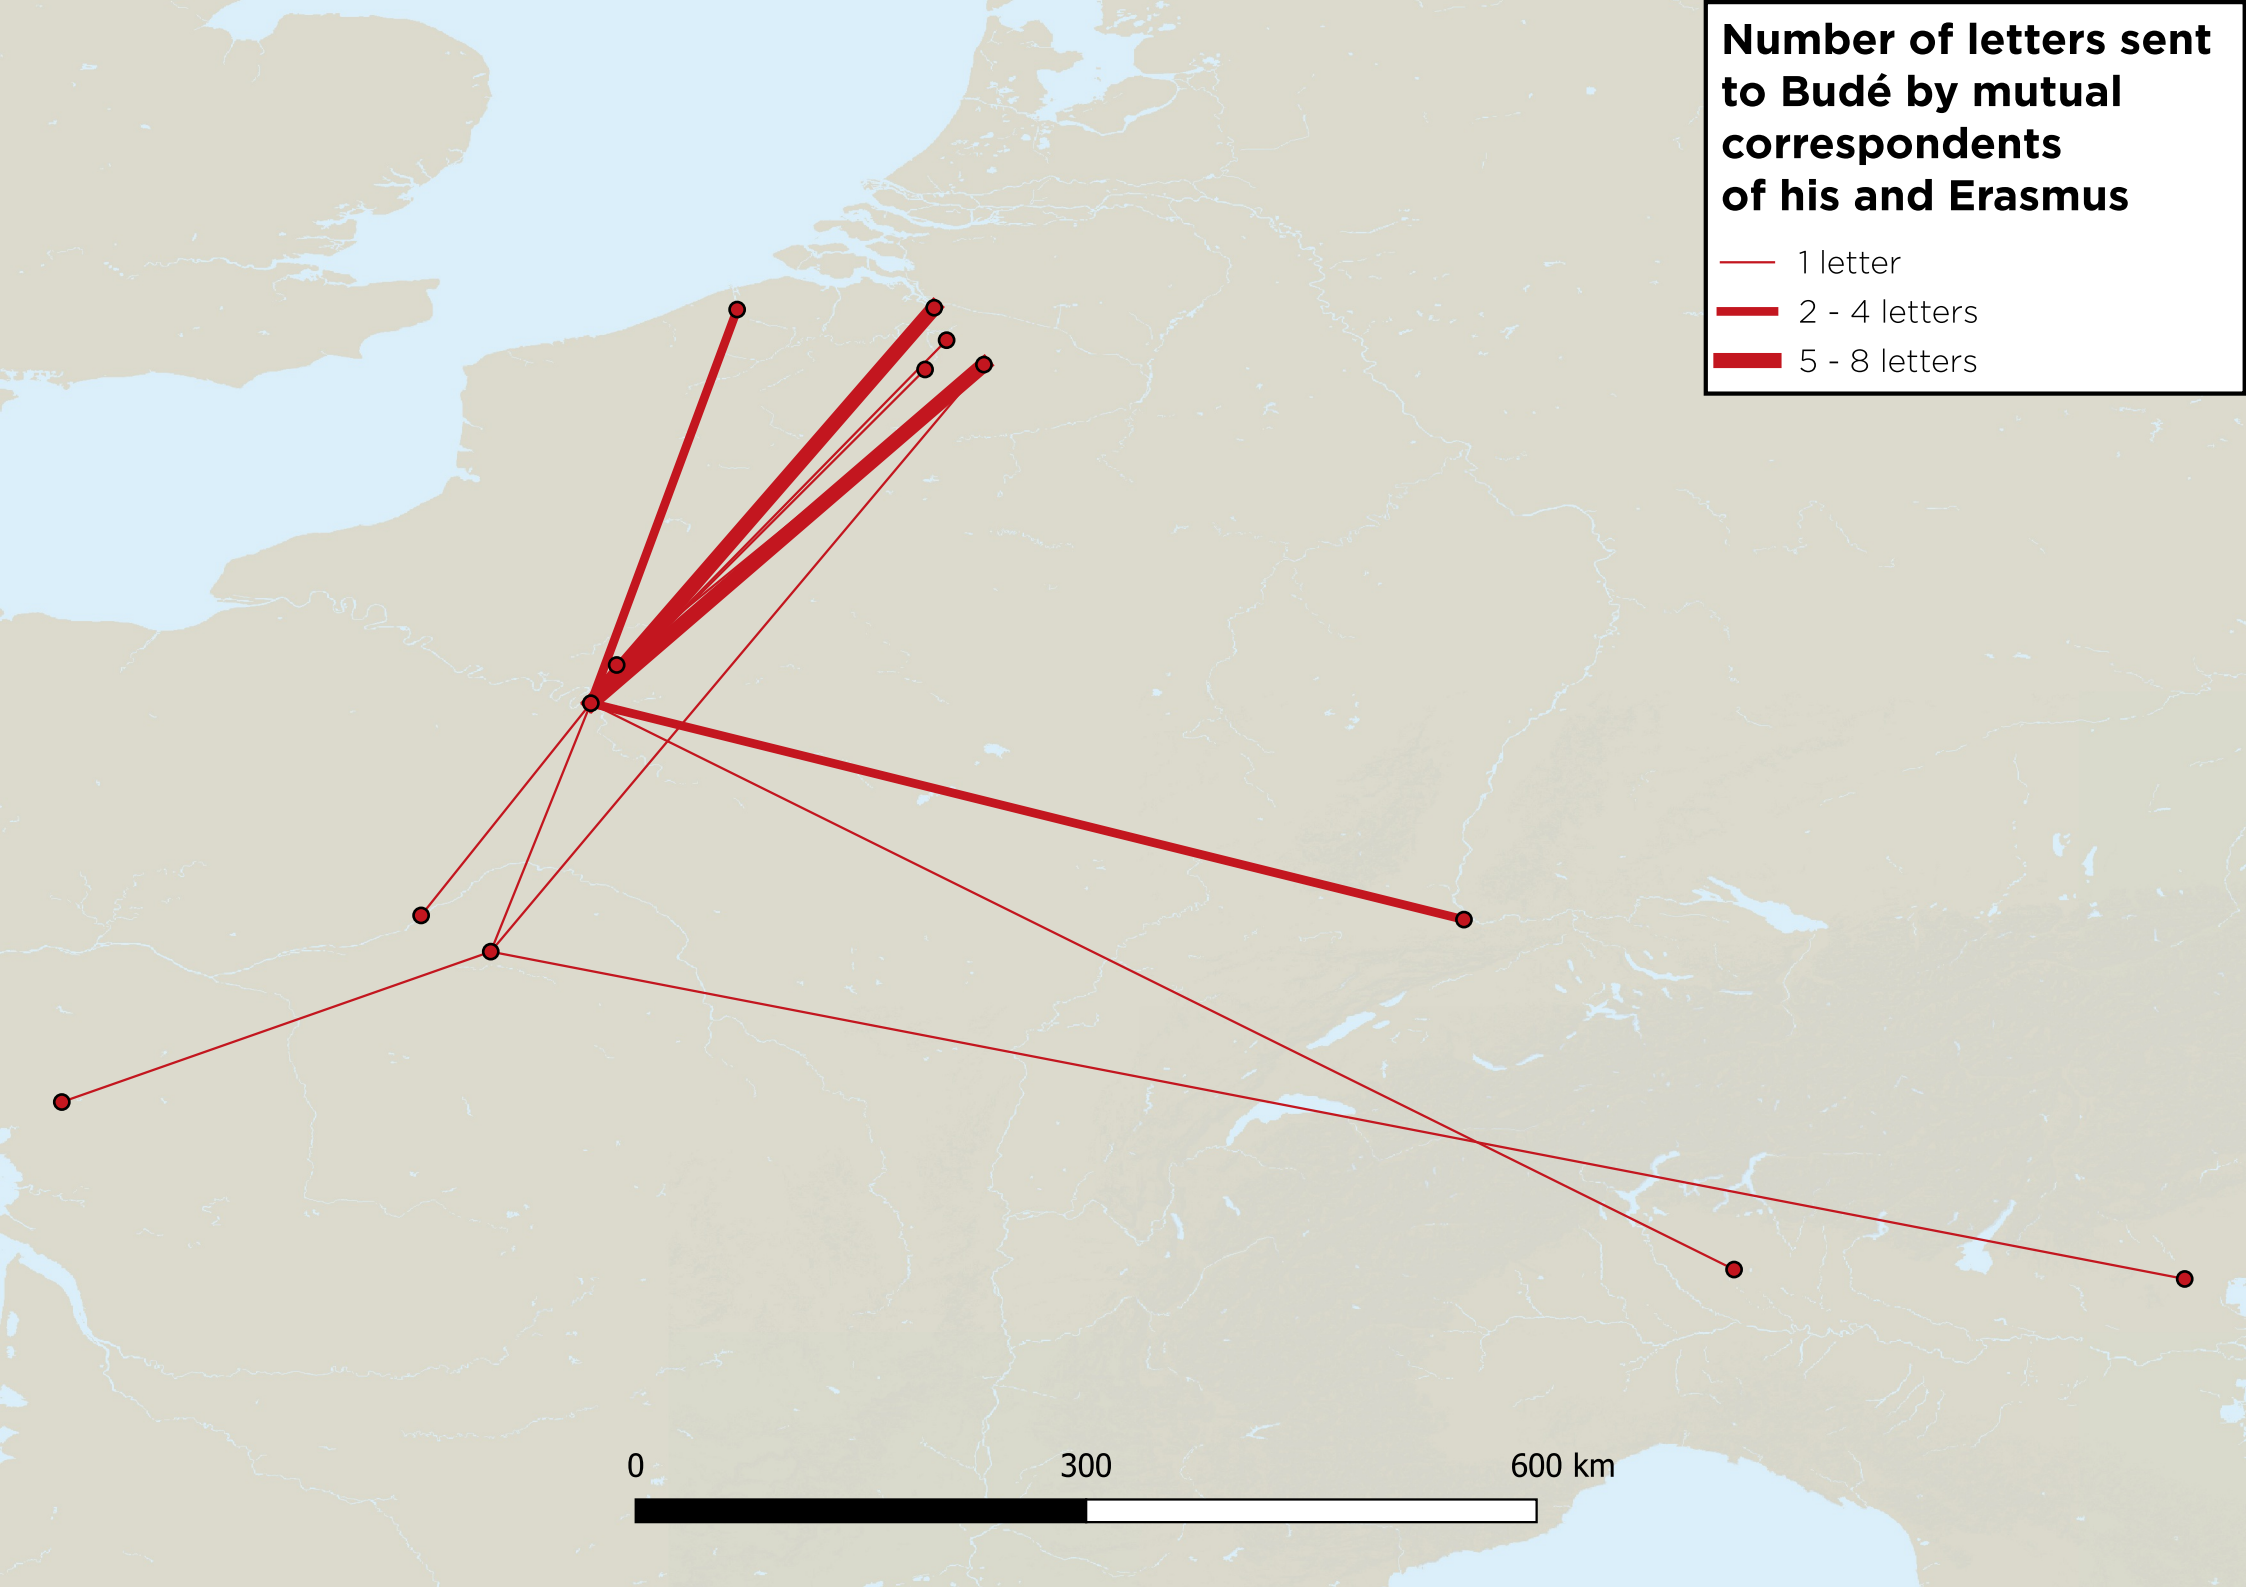 Number of letters sent
to Budé by mutual
correspondents
of his and Erasmus
1 letter
2 - 4 letters
5 - 8 letters
0 300 600 km